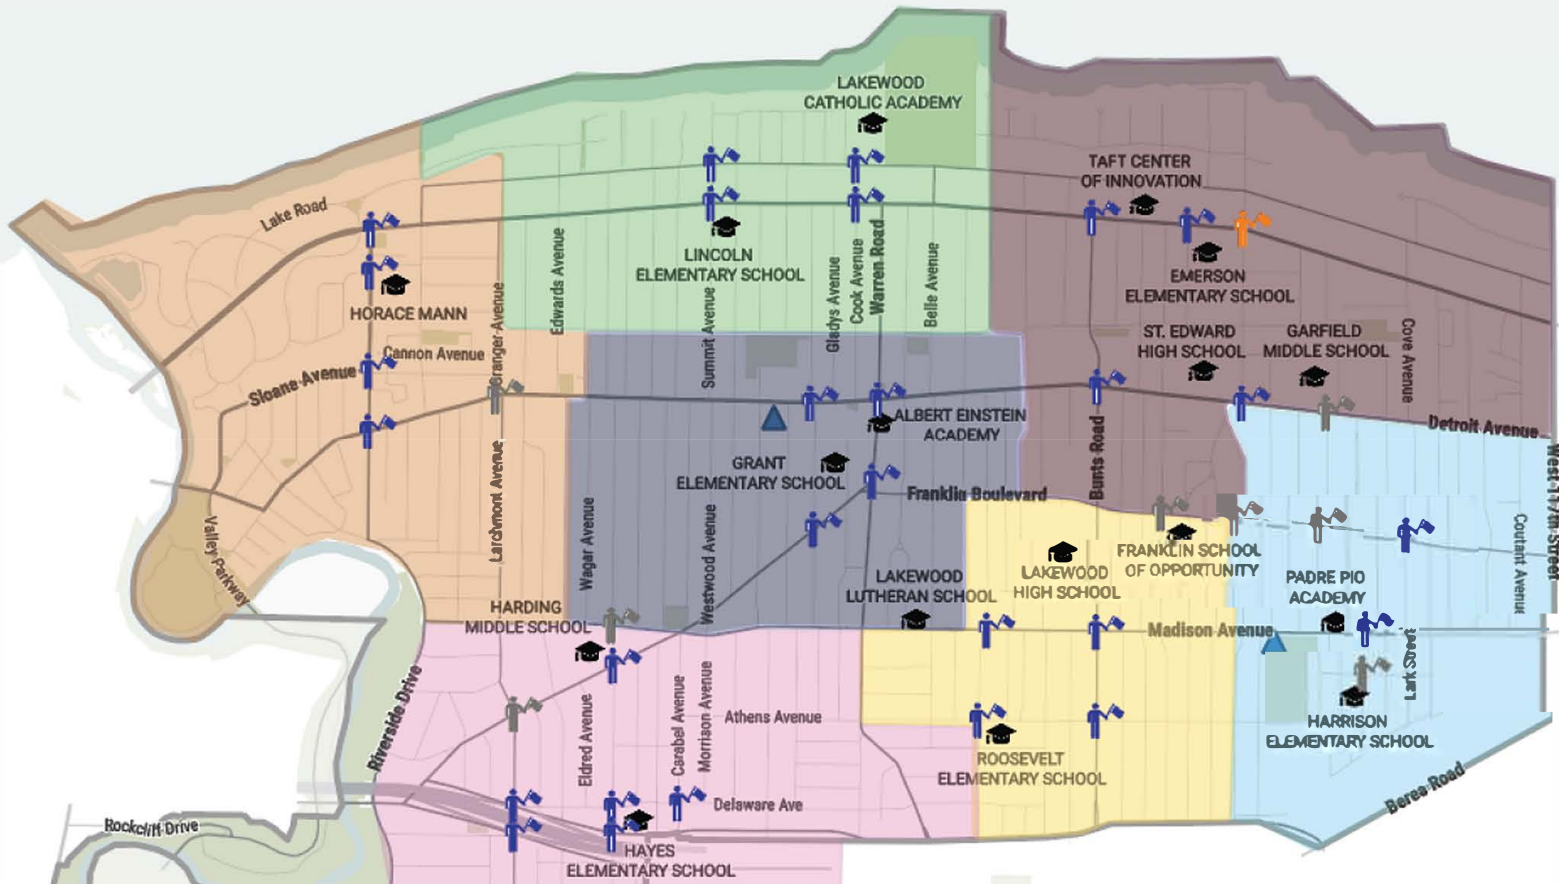 LAKEWOOD
CATHOLIC ACADEMY
TAFT CENTER
OF INNOVATION
Lake Road
LINCOLN
ELEMENTARY SCHOOL
Edwards Avenue
Summit Avenue
Gladys Avenue
Cook Avenue
Warren Road
Belle Avenue
EMERSON
ELEMENTARY SCHOOL
HORACE MANN
Granger Avenue
Cannon Avenue
Sloane Avenue
ST. EDWARD
HIGH SCHOOL
GARFIELD
MIDDLE SCHOOL
Cove Avenue
ALBERT EINSTEIN
ACADEMY
Detroit Avenue
GRANT
ELEMENTARY SCHOOL
Bunts Road
Franklin Boulevard
West 117th Street
Larchmont Avenue
Wagar Avenue
Westwood Avenue
Valley Parkway
Coutant Avenue
FRANKLIN SCHOOL
OF OPPORTUNITY
LAKEWOOD
HIGH SCHOOL
LAKEWOOD
LUTHERAN SCHOOL
PADRE PIO
ACADEMY
HARDING
MIDDLE SCHOOL
Madison Avenue
Lark Street
Riverside Drive
Eldred Avenue
Carabel Avenue
Morrison Avenue
Athens Avenue
HARRISON
ELEMENTARY SCHOOL
ROOSEVELT
ELEMENTARY SCHOOL
Berea Road
Delaware Ave
Rockcliff Drive
HAYES
ELEMENTARY SCHOOL